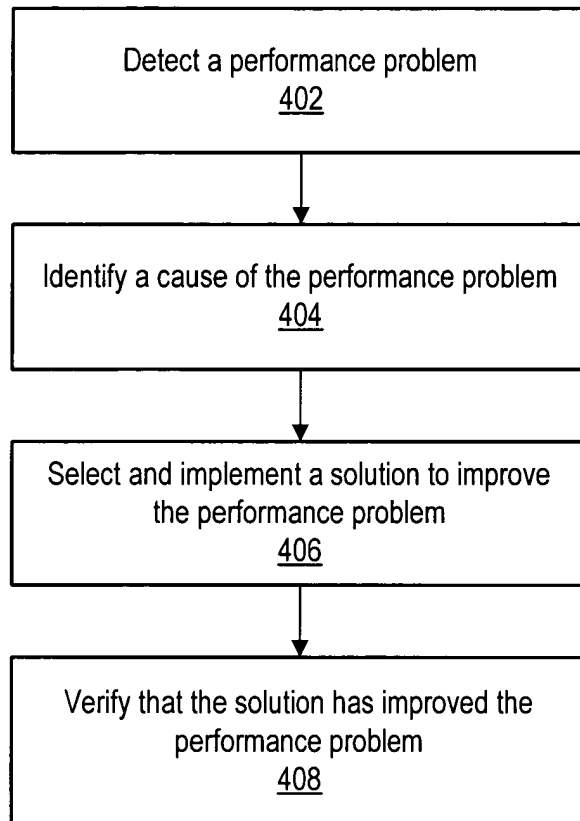 Detect a performance problem
402
Identify a cause of the performance problem
404
Select and implement a solution to improve
the performance problem
406
Verify that the solution has improved the
performance problem
408